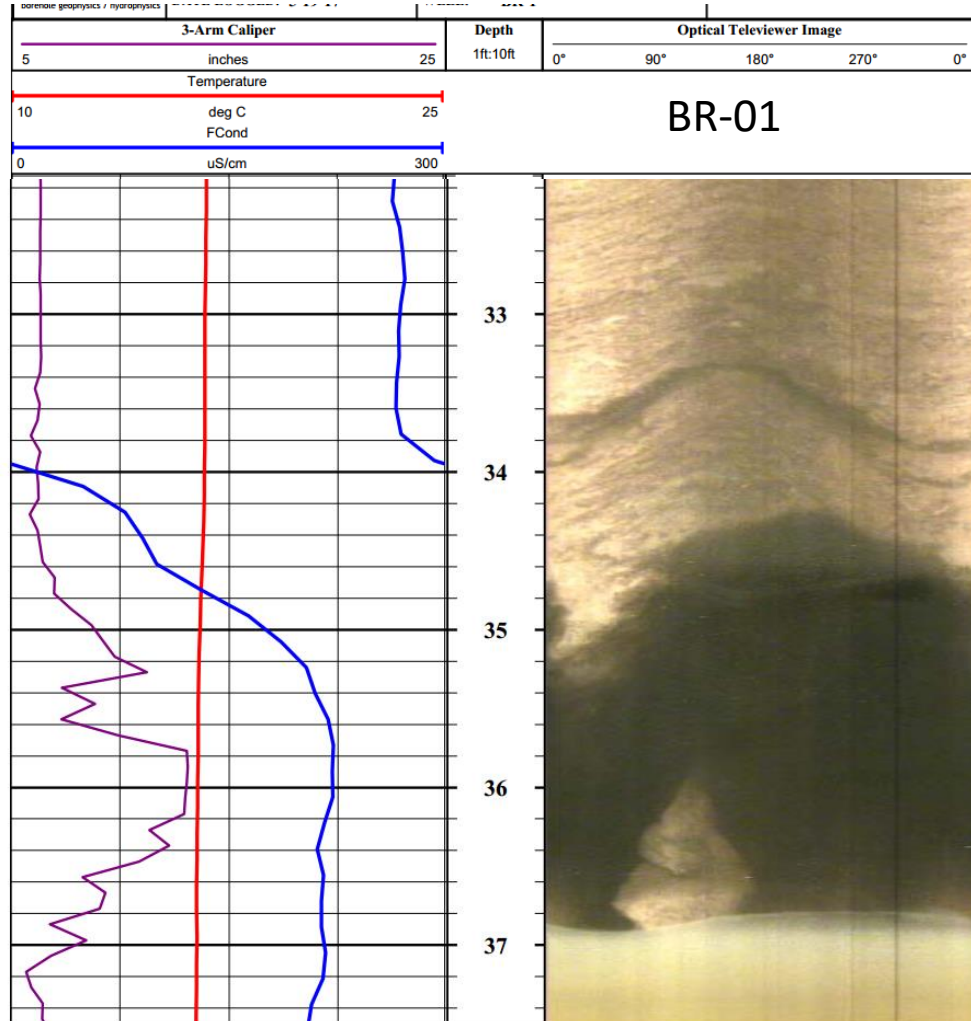 borehole geophysics / hydrophysics
3-Arm Caliper
5 inches 25
Depth
1ft:10ft
Optical Televiewer Image
0° 90° 180° 270° 0°
Temperature
10 deg C 25
FCond
0 uS/cm 300
BR-01
33
34
35
36
37